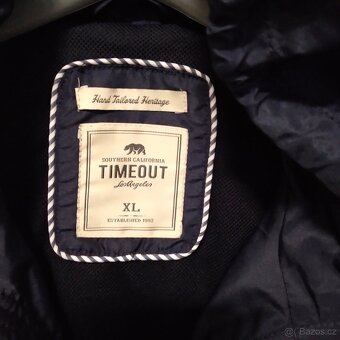 Hand Tailored Heritage
SOUTHERN CALIFORNIA
TIMEOUT
Los Angeles
XL
ESTABLISHED 1992
Bazos.cz